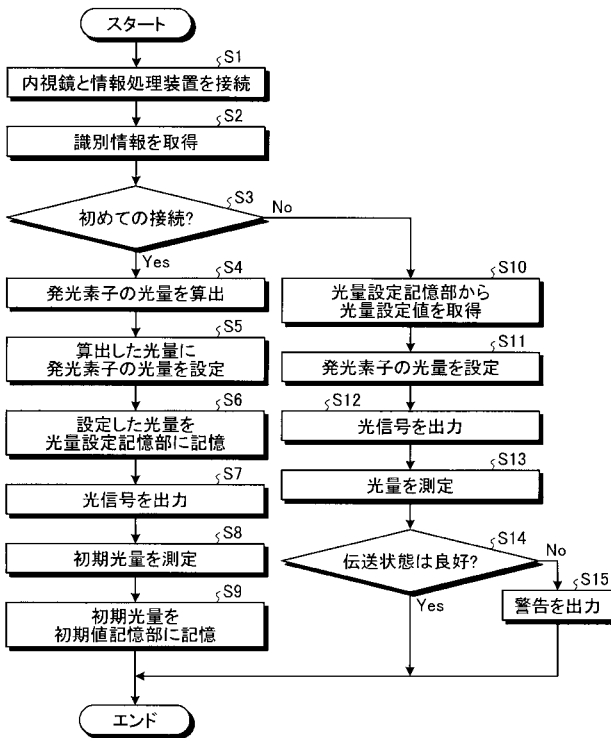 スタート
S1
内視鏡と情報処理装置を接続
S2
識別情報を取得
S3
初めての接続?
No
Yes
S4
発光素子の光量を算出
S5
算出した光量に
発光素子の光量を設定
S6
設定した光量を
光量設定記憶部に記憶
S7
光信号を出力
S8
初期光量を測定
S9
初期光量を
初期値記憶部に記憶
S10
光量設定記憶部から
光量設定値を取得
S11
発光素子の光量を設定
S12
光信号を出力
S13
光量を測定
S14
伝送状態は良好?
No
Yes
S15
警告を出力
エンド